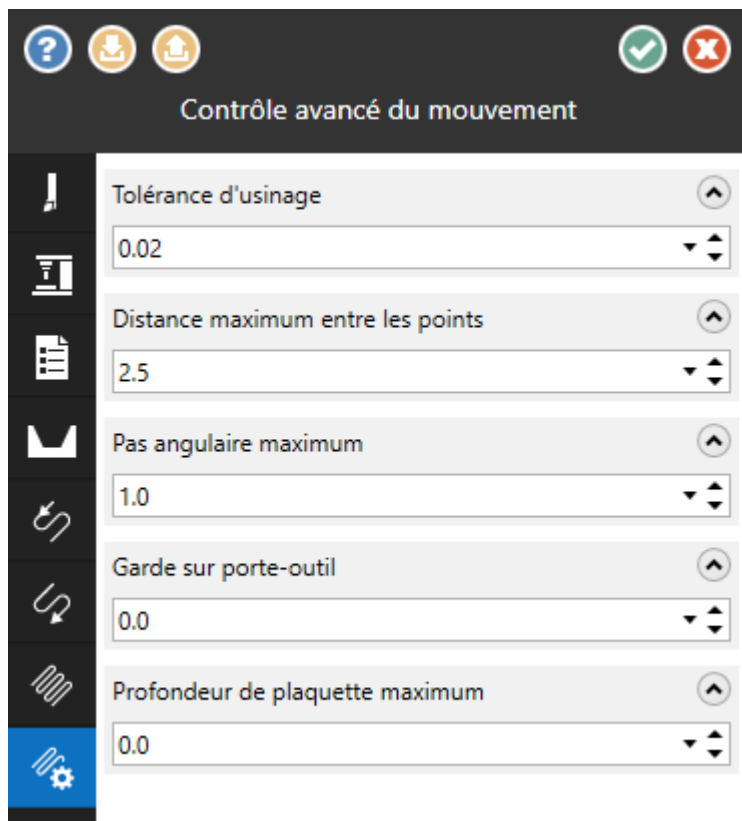 ?
Contrôle avancé du mouvement
Tolérance d'usinage
0.02
Distance maximum entre les points
2.5
Pas angulaire maximum
1.0
Garde sur porte-outil
0.0
Profondeur de plaquette maximum
0.0